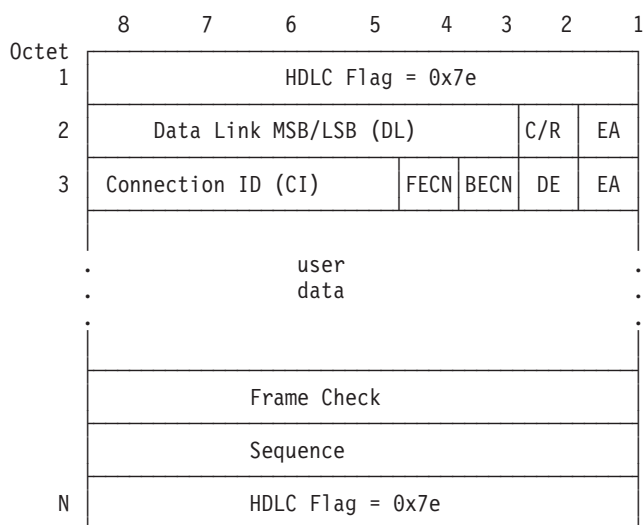 8 7 6 5 4 3 2 1
Octet
1 HDLC Flag = 0x7e
2 Data Link MSB/LSB (DL) C/R EA
3 Connection ID (CI) FECN BECN DE EA
. user .
. data .
. .
Frame Check
Sequence
N HDLC Flag = 0x7e